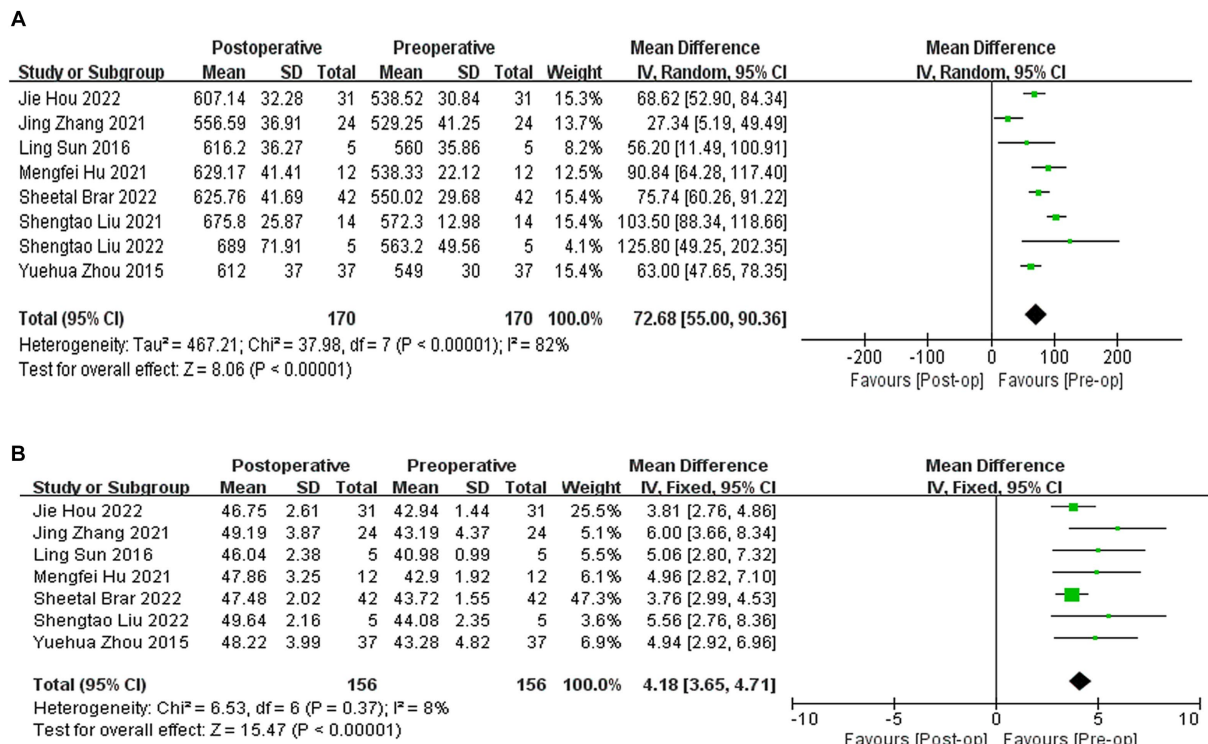 A
Postoperative Preoperative Mean Difference Mean Difference
Study or Subgroup Mean SD Total Mean SD Total Weight IV, Random, 95% CI IV, Random, 95% CI
Jie Hou 2022 607.14 32.28 31 538.52 30.84 31 15.3% 68.62 [52.90, 84.34]
Jing Zhang 2021 556.59 36.91 24 529.25 41.25 24 13.7% 27.34 [5.19, 49.49]
Ling Sun 2016 616.2 36.27 5 560 35.86 5 8.2% 56.20 [11.49, 100.91]
Mengfei Hu 2021 629.17 41.41 12 538.33 22.12 12 12.5% 90.84 [64.28, 117.40]
Sheetal Brar 2022 625.76 41.69 42 550.02 29.68 42 15.4% 75.74 [60.26, 91.22]
Shengtao Liu 2021 675.8 25.87 14 572.3 12.98 14 15.4% 103.50 [88.34, 118.66]
Shengtao Liu 2022 689 71.91 5 563.2 49.56 5 4.1% 125.80 [49.25, 202.35]
Yuehua Zhou 2015 612 37 37 549 30 37 15.4% 63.00 [47.65, 78.35]
Total (95% CI) 170 170 100.0% 72.68 [55.00, 90.36]
Heterogeneity: Tau² = 467.21; Chi² = 37.98, df = 7 (P < 0.00001); I² = 82%
Test for overall effect: Z = 8.06 (P < 0.00001)
-200 -100 0 100 200
Favours [Post-op] Favours [Pre-op]
B
Postoperative Preoperative Mean Difference Mean Difference
Study or Subgroup Mean SD Total Mean SD Total Weight IV, Fixed, 95% CI IV, Fixed, 95% CI
Jie Hou 2022 46.75 2.61 31 42.94 1.44 31 25.5% 3.81 [2.76, 4.86]
Jing Zhang 2021 49.19 3.87 24 43.19 4.37 24 5.1% 6.00 [3.66, 8.34]
Ling Sun 2016 46.04 2.38 5 40.98 0.99 5 5.5% 5.06 [2.80, 7.32]
Mengfei Hu 2021 47.86 3.25 12 42.9 1.92 12 6.1% 4.96 [2.82, 7.10]
Sheetal Brar 2022 47.48 2.02 42 43.72 1.55 42 47.3% 3.76 [2.99, 4.53]
Shengtao Liu 2022 49.64 2.16 5 44.08 2.35 5 3.6% 5.56 [2.76, 8.36]
Yuehua Zhou 2015 48.22 3.99 37 43.28 4.82 37 6.9% 4.94 [2.92, 6.96]
Total (95% CI) 156 156 100.0% 4.18 [3.65, 4.71]
Heterogeneity: Chi² = 6.53, df = 6 (P = 0.37); I² = 8%
Test for overall effect: Z = 15.47 (P < 0.00001)
-10 -5 0 5 10
Favours [Post-op] Favours [Pre-op]